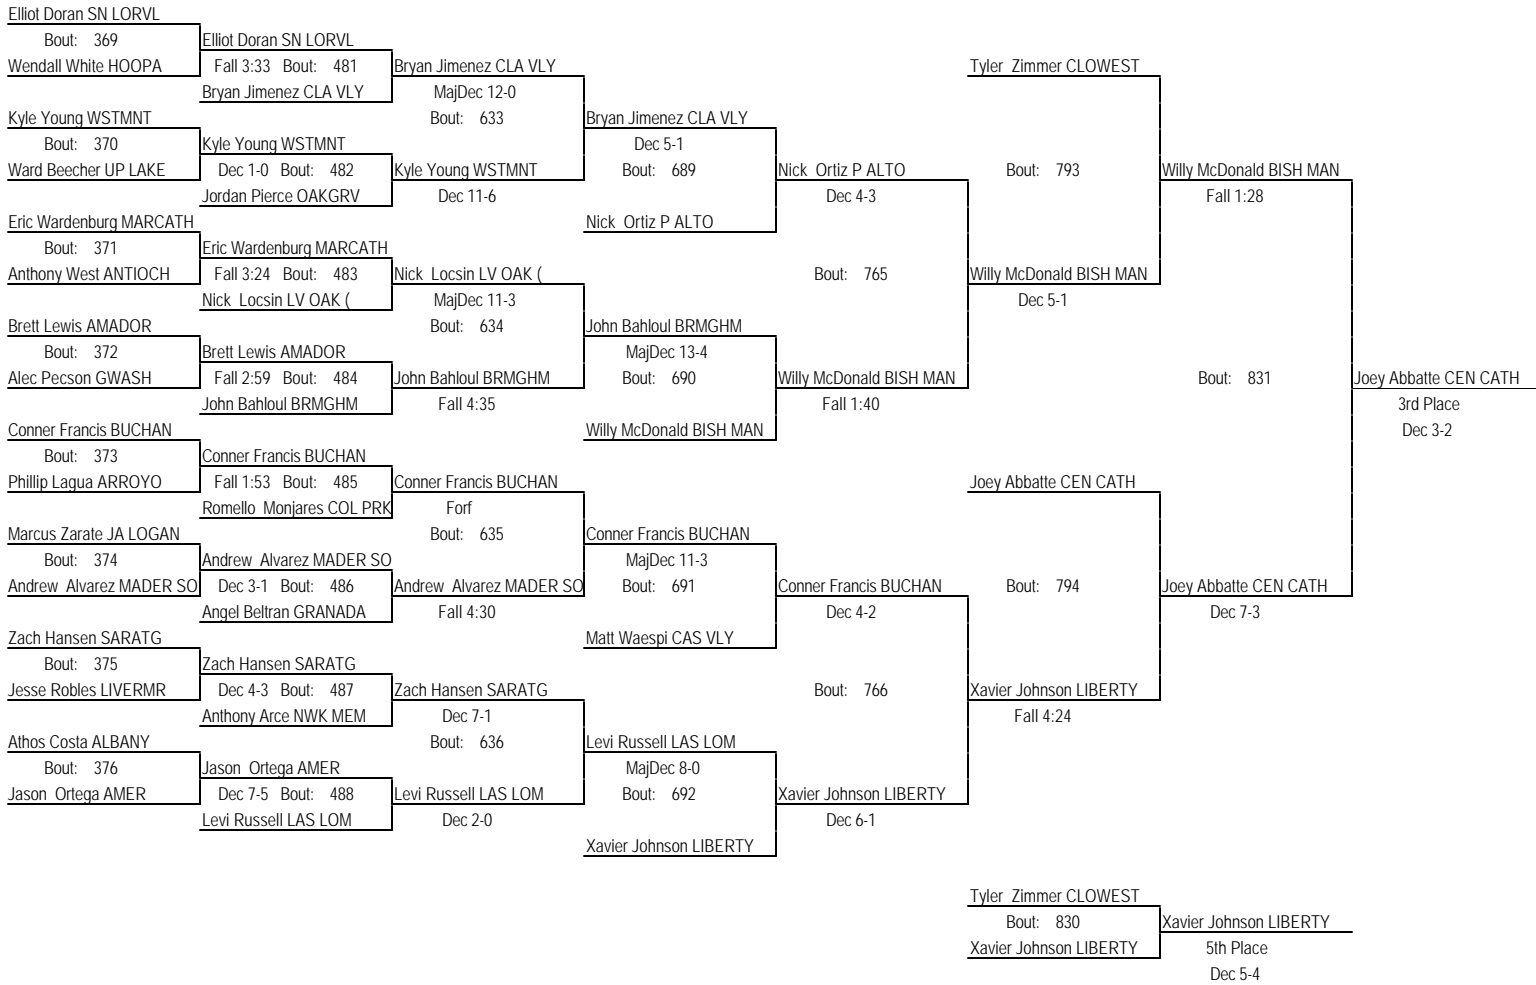 Elliot Doran SN LORVL
Bout: 369 Elliot Doran SN LORVL
Wendall White HOOPA Fall 3:33 Bout: 481 Bryan Jimenez CLA VLY Tyler Zimmer CLOWEST
Bryan Jimenez CLA VLY MajDec 12-0
Kyle Young WSTMNT Bout: 633 Bryan Jimenez CLA VLY
Bout: 370 Kyle Young WSTMNT Dec 5-1
Ward Beecher UP LAKE Dec 1-0 Bout: 482 Kyle Young WSTMNT Bout: 689 Nick Ortiz P ALTO Bout: 793 Willy McDonald BISH MAN
Jordan Pierce OAKGRV Dec 11-6 Dec 4-3 Fall 1:28
Eric Wardenburg MARCATH Nick Ortiz P ALTO
Bout: 371 Eric Wardenburg MARCATH
Anthony West ANTIOCH Fall 3:24 Bout: 483 Nick Locsin LV OAK ( Bout: 765 Willy McDonald BISH MAN
Nick Locsin LV OAK ( MajDec 11-3 Dec 5-1
Brett Lewis AMADOR Bout: 634 John Bahloul BRMGHM
Bout: 372 Brett Lewis AMADOR MajDec 13-4
Alec Pecson GWASH Fall 2:59 Bout: 484 John Bahloul BRMGHM Bout: 690 Willy McDonald BISH MAN Bout: 831 Joey Abbatte CEN CATH
John Bahloul BRMGHM Fall 4:35 Fall 1:40 3rd Place
Conner Francis BUCHAN Willy McDonald BISH MAN Dec 3-2
Bout: 373 Conner Francis BUCHAN
Phillip Lagua ARROYO Fall 1:53 Bout: 485 Conner Francis BUCHAN Joey Abbatte CEN CATH
Romello Monjares COL PRK Forf
Marcus Zarate JA LOGAN Bout: 635 Conner Francis BUCHAN
Bout: 374 Andrew Alvarez MADER SO MajDec 11-3
Andrew Alvarez MADER SO Dec 3-1 Bout: 486 Andrew Alvarez MADER SO Bout: 691 Conner Francis BUCHAN Bout: 794 Joey Abbatte CEN CATH
Angel Beltran GRANADA Fall 4:30 Dec 4-2 Dec 7-3
Zach Hansen SARATG Matt Waespi CAS VLY
Bout: 375 Zach Hansen SARATG
Jesse Robles LIVERMR Dec 4-3 Bout: 487 Zach Hansen SARATG Bout: 766 Xavier Johnson LIBERTY
Anthony Arce NWK MEM Dec 7-1 Fall 4:24
Athos Costa ALBANY Bout: 636 Levi Russell LAS LOM
Bout: 376 Jason Ortega AMER MajDec 8-0
Jason Ortega AMER Dec 7-5 Bout: 488 Levi Russell LAS LOM Bout: 692 Xavier Johnson LIBERTY
Levi Russell LAS LOM Dec 2-0 Dec 6-1
Xavier Johnson LIBERTY
Tyler Zimmer CLOWEST
Bout: 830 Xavier Johnson LIBERTY
Xavier Johnson LIBERTY 5th Place
Dec 5-4